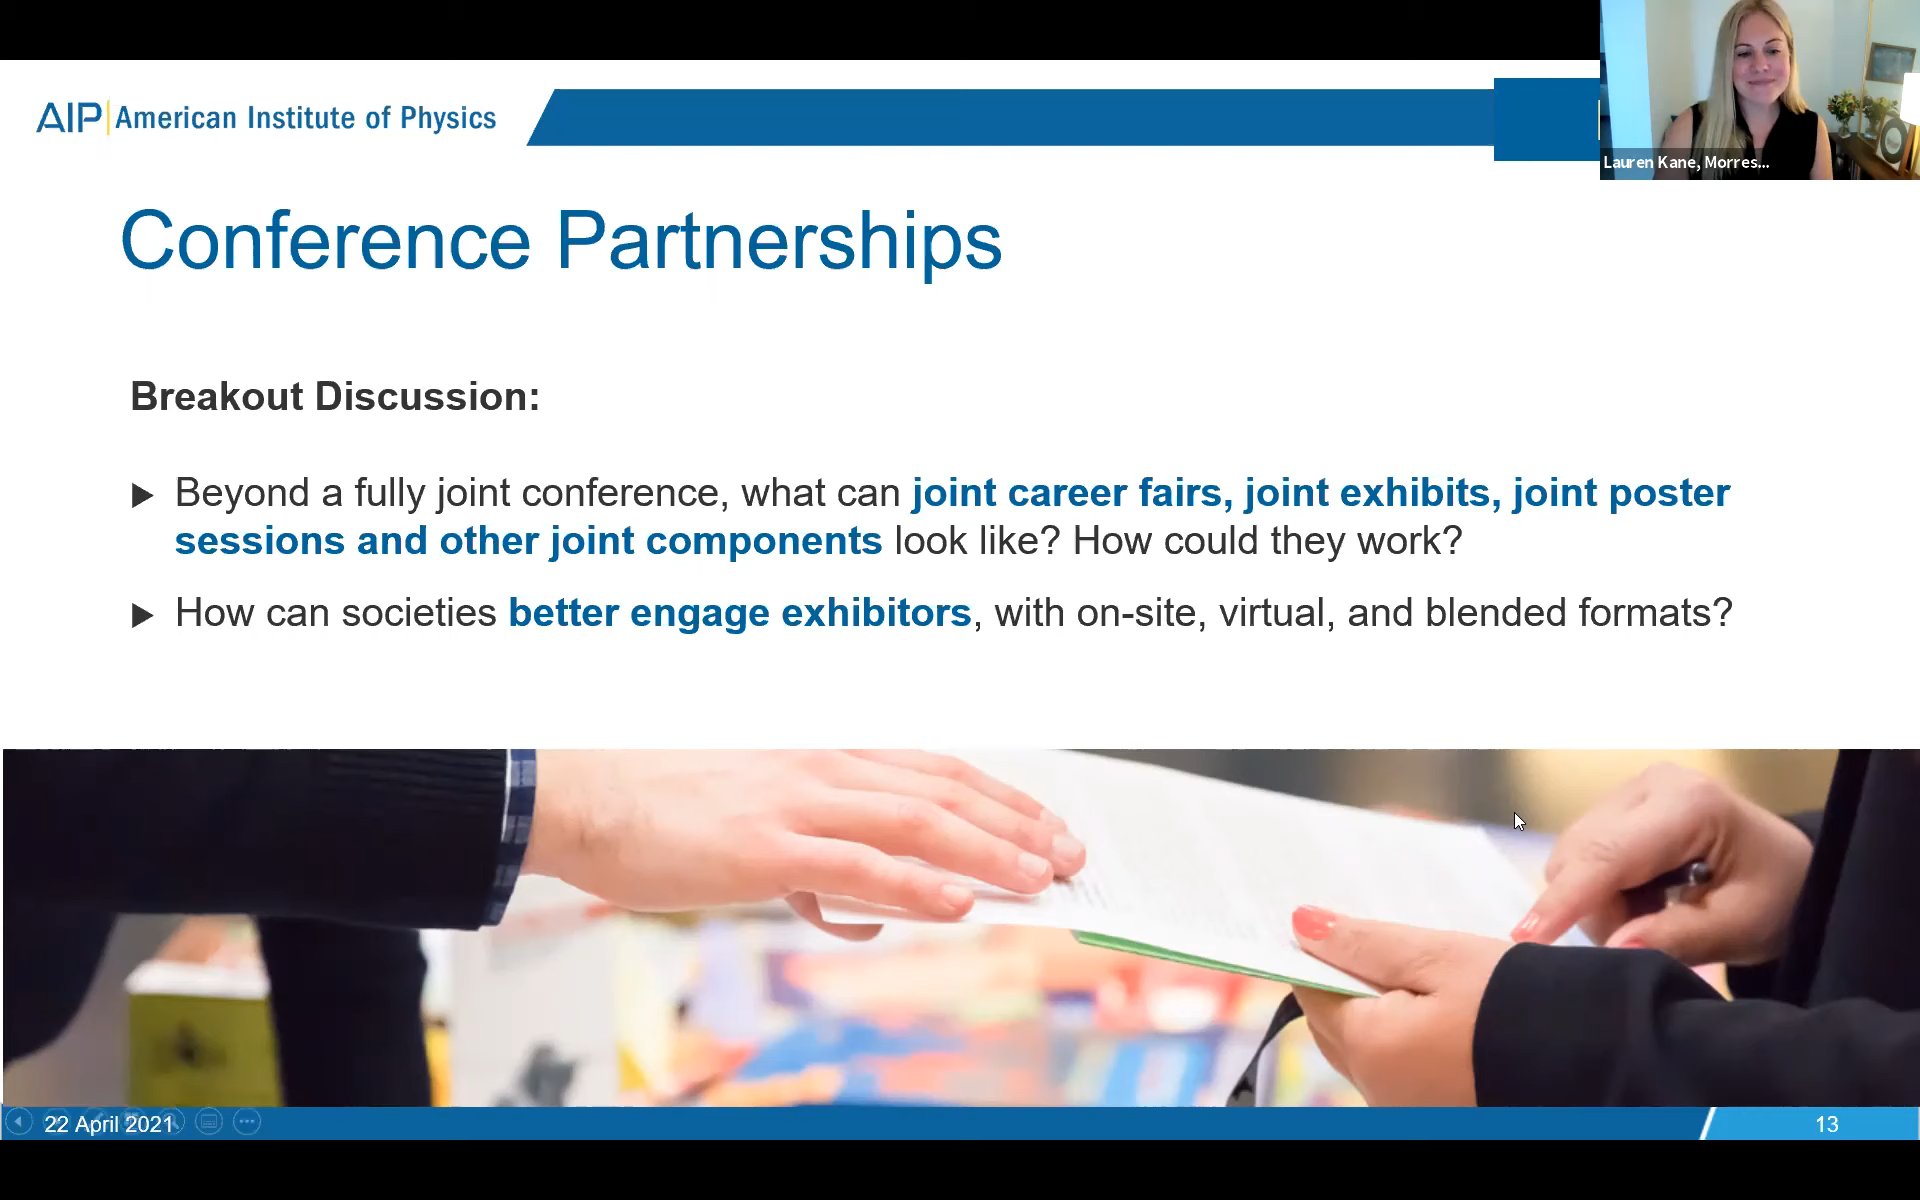 AIP American Institute of Physics
Lauren Kane, Morres...
Conference Partnerships
Breakout Discussion:
Beyond a fully joint conference, what can joint career fairs, joint exhibits, joint poster
sessions and other joint components look like? How could they work?
How can societies better engage exhibitors, with on-site, virtual, and blended formats?
22 April 2021
13